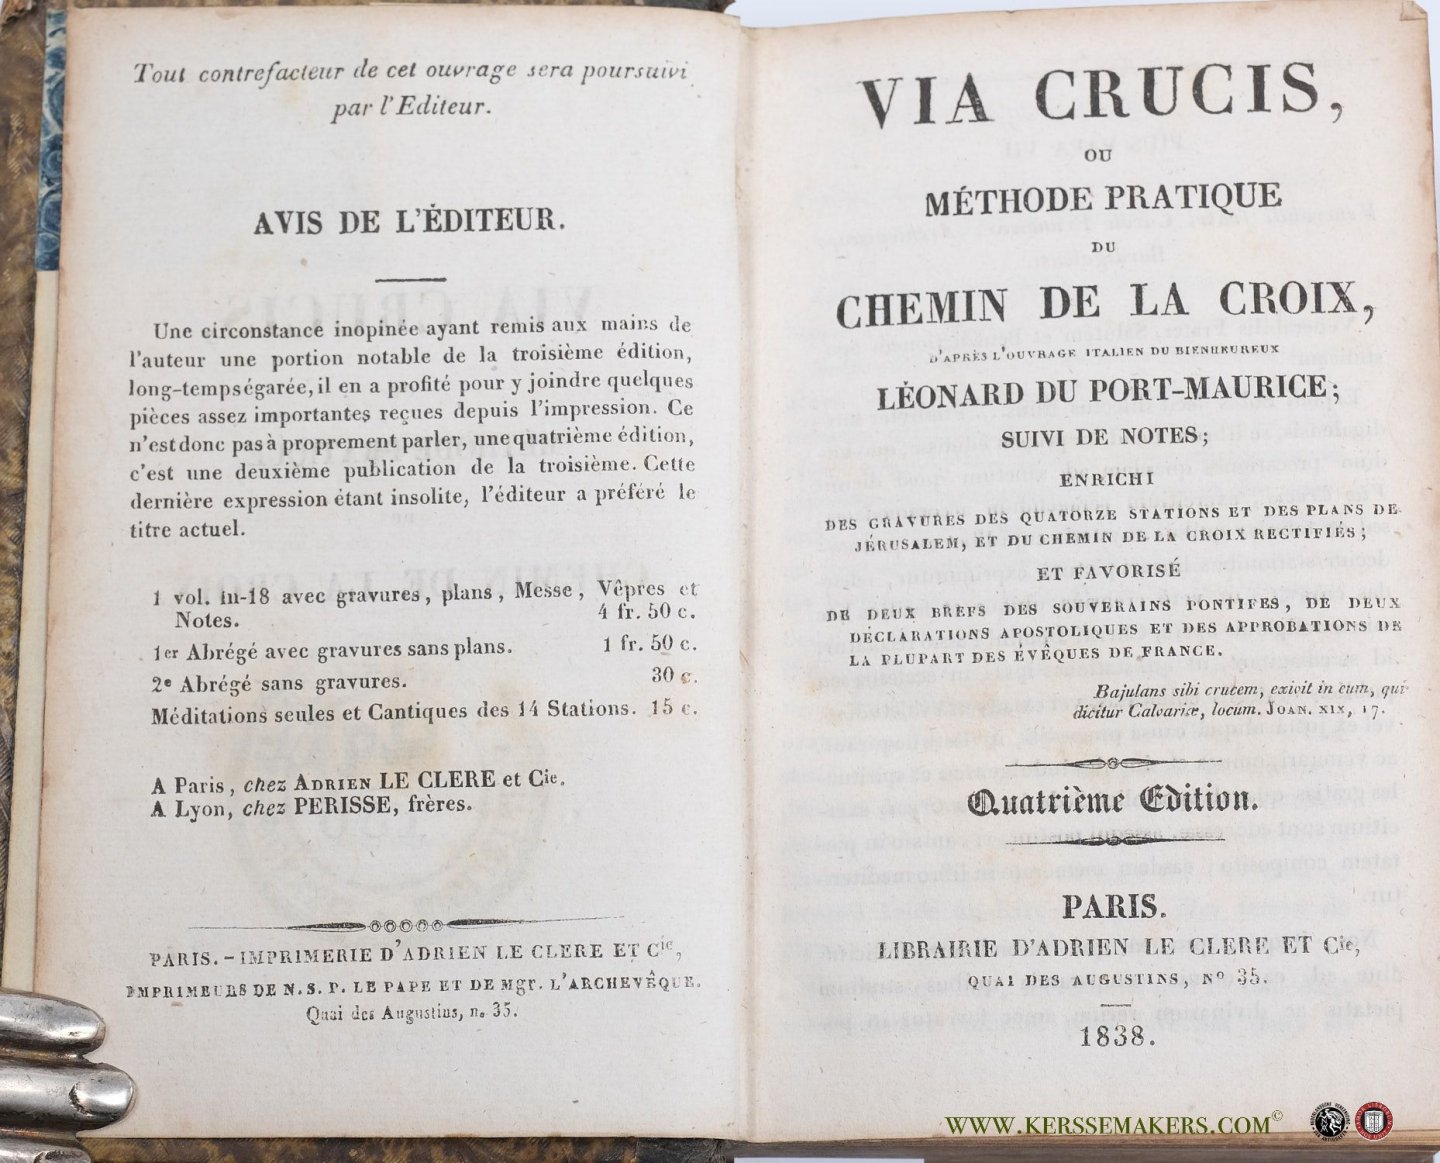 Tout contrefacteur de cet ouvrage sera poursuivi
par l'Editeur.
AVIS DE L'ÉDITEUR.
Une circonstance inopinée ayant remis aux mains de
l'auteur une portion notable de la troisième édition,
long-temps égarée, il en a profité pour y joindre quelques
pièces assez importantes reçues depuis l'impression. Ce
n'est donc pas à proprement parler, une quatrième édition,
c'est une deuxième publication de la troisième. Cette
dernière expression étant insolite, l'éditeur a préféré le
titre actuel.
1 vol. in-18 avec gravures, plans, Messe, Vêpres et
Notes. 4 fr. 50 c.
1er Abrégé avec gravures sans plans. 1 fr. 50 c.
2e Abrégé sans gravures. 30 c.
Méditations seules et Cantiques des 14 Stations. 15 c.
A Paris, chez ADRIEN LE CLERE et Cie.
A Lyon, chez PERISSE, frères.
PARIS. - IMPRIMERIE D'ADRIEN LE CLERE ET Cie,
IMPRIMEURS DE N. S. P. LE PAPE ET DE Mgr. L'ARCHEVÊQUE.
Quai des Augustins, n. 35.
VIA CRUCIS,
OU
MÉTHODE PRATIQUE
DU
CHEMIN DE LA CROIX,
D'APRÈS L'OUVRAGE ITALIEN DU BIENHEUREUX
LÉONARD DU PORT-MAURICE;
SUIVI DE NOTES;
ENRICHI
DES GRAVURES DES QUATORZE STATIONS ET DES PLANS DE
JÉRUSALEM, ET DU CHEMIN DE LA CROIX RECTIFIÉS;
ET FAVORISÉ
DE DEUX BREFS DES SOUVERAINS PONTIFES, DE DEUX
DÉCLARATIONS APOSTOLIQUES ET DES APPROBATIONS DE
LA PLUPART DES ÉVÊQUES DE FRANCE.
Bajulans sibi crucem, exivit in eum, qui
dicitur Calvariæ, locum. JOAN. XIX, 17.
Quatrième Edition.
PARIS.
LIBRAIRIE D'ADRIEN LE CLERE ET Cie,
QUAI DES AUGUSTINS, No 35.
1838.
WWW.KERSSEMAKERS.COM©